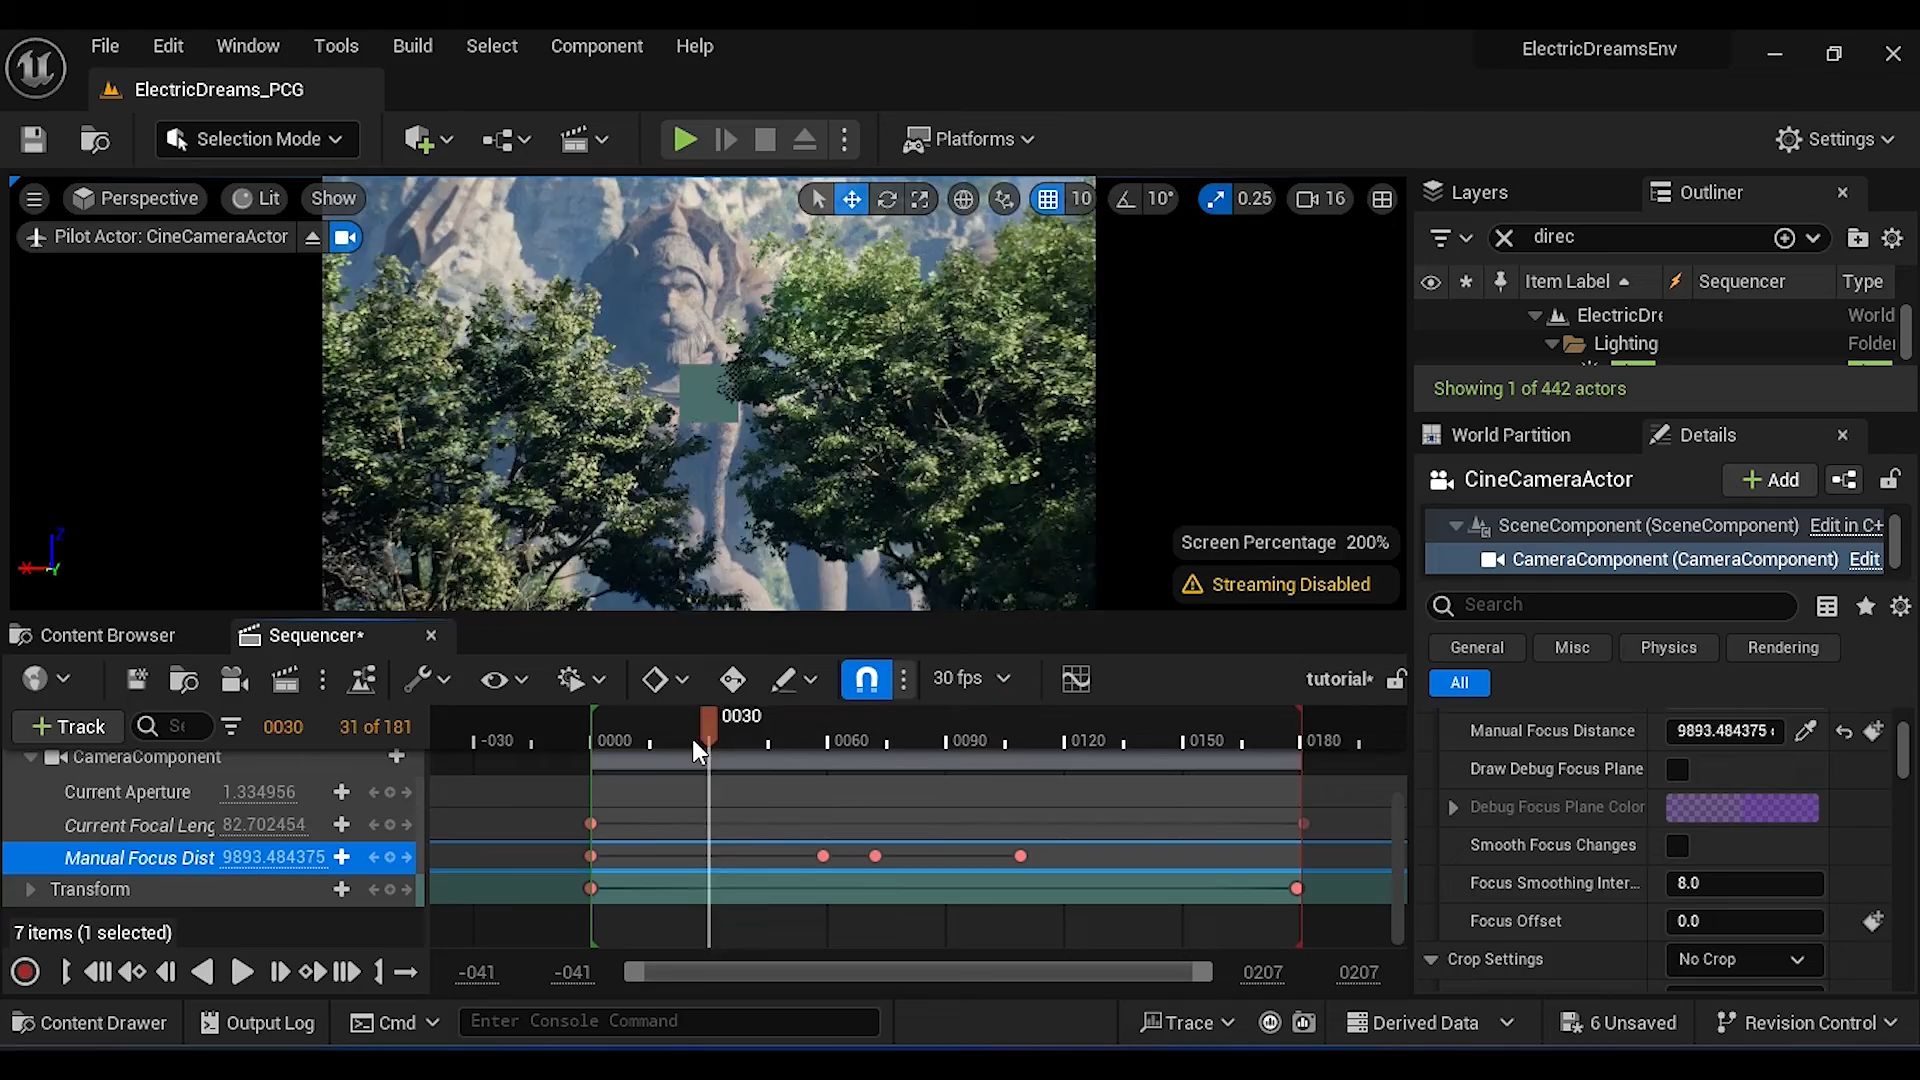 File Edit Window Tools Build Select Component Help
ElectricDreamsEnv
ElectricDreams_PCG
Selection Mode
Platforms
Settings
Perspective Lit Show
10 10° 0.25 16
Pilot Actor: CineCameraActor
Z
Screen Percentage 200%
Streaming Disabled
Layers Outliner
direc
Item Label Sequencer Type
ElectricDre World
Lighting Folder
Showing 1 of 442 actors
World Partition Details
CineCameraActor Add
SceneComponent (SceneComponent) Edit in C+
CameraComponent (CameraComponent) Edit
Search
General Misc Physics Rendering
All
Manual Focus Distance 9893.484375
Draw Debug Focus Plane
Debug Focus Plane Color
Smooth Focus Changes
Focus Smoothing Inter... 8.0
Focus Offset 0.0
Crop Settings No Crop
Content Browser Sequencer*
30 fps tutorial*
+ Track Se 0030 31 of 181
0030
-030 0000 0060 0090 0120 0150 0180
CameraComponent
Current Aperture 1.334956
Current Focal Leng 82.702454
Manual Focus Dist 9893.484375
Transform
7 items (1 selected)
-041 -041 0207 0207
Content Drawer Output Log Cmd Enter Console Command Trace Derived Data 6 Unsaved Revision Control